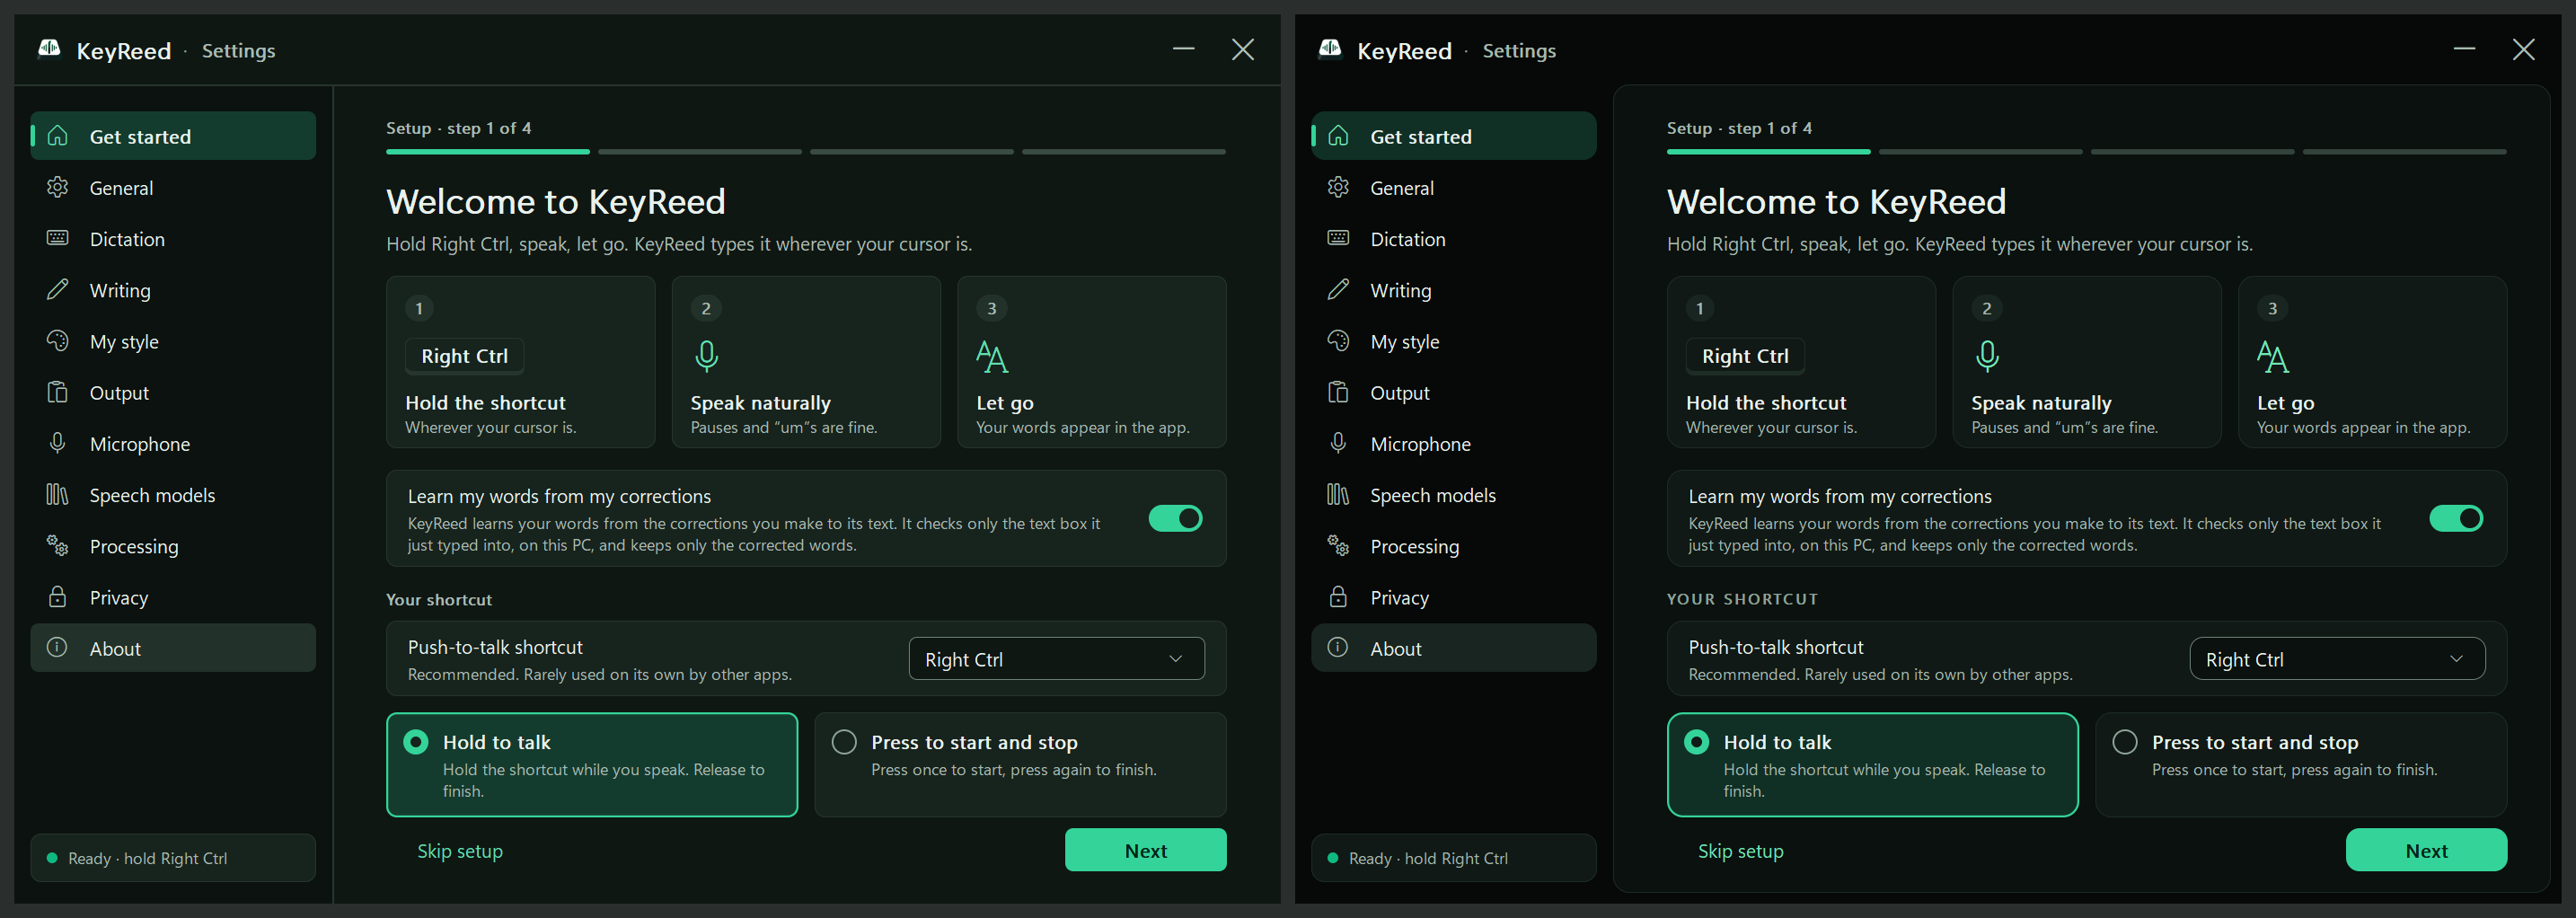 KeyReed · Settings
Get started
General
Dictation
Writing
My style
Output
Microphone
Speech models
Processing
Privacy
About
Ready · hold Right Ctrl
Setup · step 1 of 4
Welcome to KeyReed
Hold Right Ctrl, speak, let go. KeyReed types it wherever your cursor is.
1
Right Ctrl
Hold the shortcut
Wherever your cursor is.
2
Speak naturally
Pauses and “um”s are fine.
3
AA
Let go
Your words appear in the app.
Learn my words from my corrections
KeyReed learns your words from the corrections you make to its text. It checks only the text box it
just typed into, on this PC, and keeps only the corrected words.
Your shortcut
Push-to-talk shortcut
Recommended. Rarely used on its own by other apps.
Right Ctrl
Hold to talk
Hold the shortcut while you speak. Release to
finish.
Press to start and stop
Press once to start, press again to finish.
Skip setup
Next
KeyReed · Settings
Get started
General
Dictation
Writing
My style
Output
Microphone
Speech models
Processing
Privacy
About
Ready · hold Right Ctrl
Setup · step 1 of 4
Welcome to KeyReed
Hold Right Ctrl, speak, let go. KeyReed types it wherever your cursor is.
1
Right Ctrl
Hold the shortcut
Wherever your cursor is.
2
Speak naturally
Pauses and “um”s are fine.
3
AA
Let go
Your words appear in the app.
Learn my words from my corrections
KeyReed learns your words from the corrections you make to its text. It checks only the text box it
just typed into, on this PC, and keeps only the corrected words.
YOUR SHORTCUT
Push-to-talk shortcut
Recommended. Rarely used on its own by other apps.
Right Ctrl
Hold to talk
Hold the shortcut while you speak. Release to
finish.
Press to start and stop
Press once to start, press again to finish.
Skip setup
Next